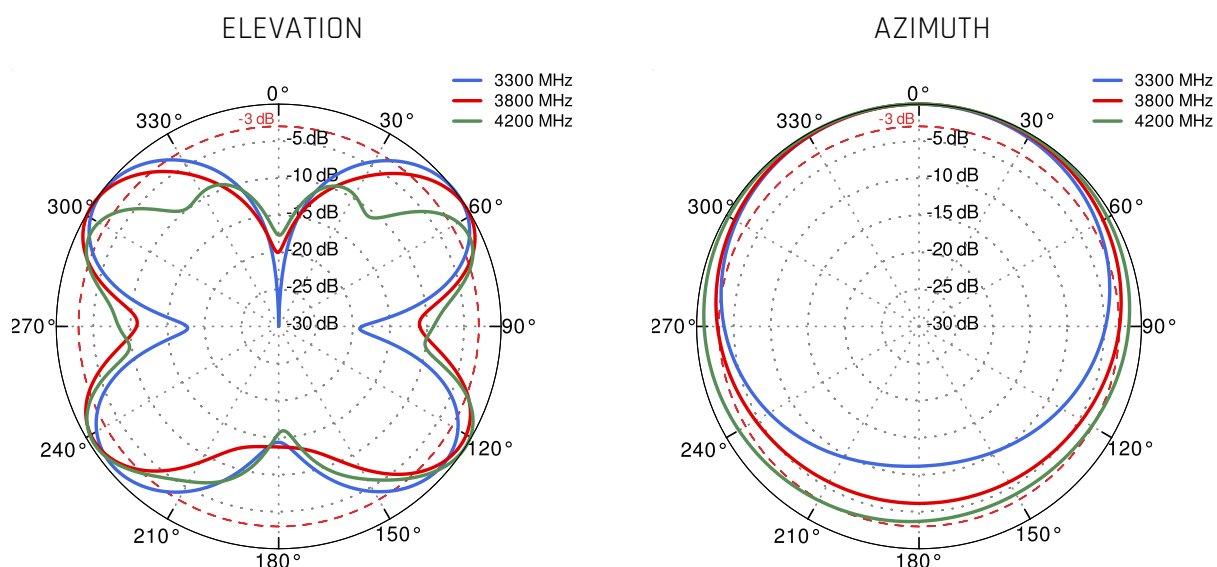 ELEVATION
3300 MHz
3800 MHz
4200 MHz
0°
330°
30°
-3 dB
-5 dB
-10 dB
300°
-15 dB
60°
-20 dB
-25 dB
270°
-30 dB
90°
240°
120°
210°
150°
180°
AZIMUTH
3300 MHz
3800 MHz
4200 MHz
0°
330°
30°
-3 dB
-5 dB
-10 dB
300°
-15 dB
60°
-20 dB
-25 dB
270°
-30 dB
90°
240°
120°
210°
150°
180°